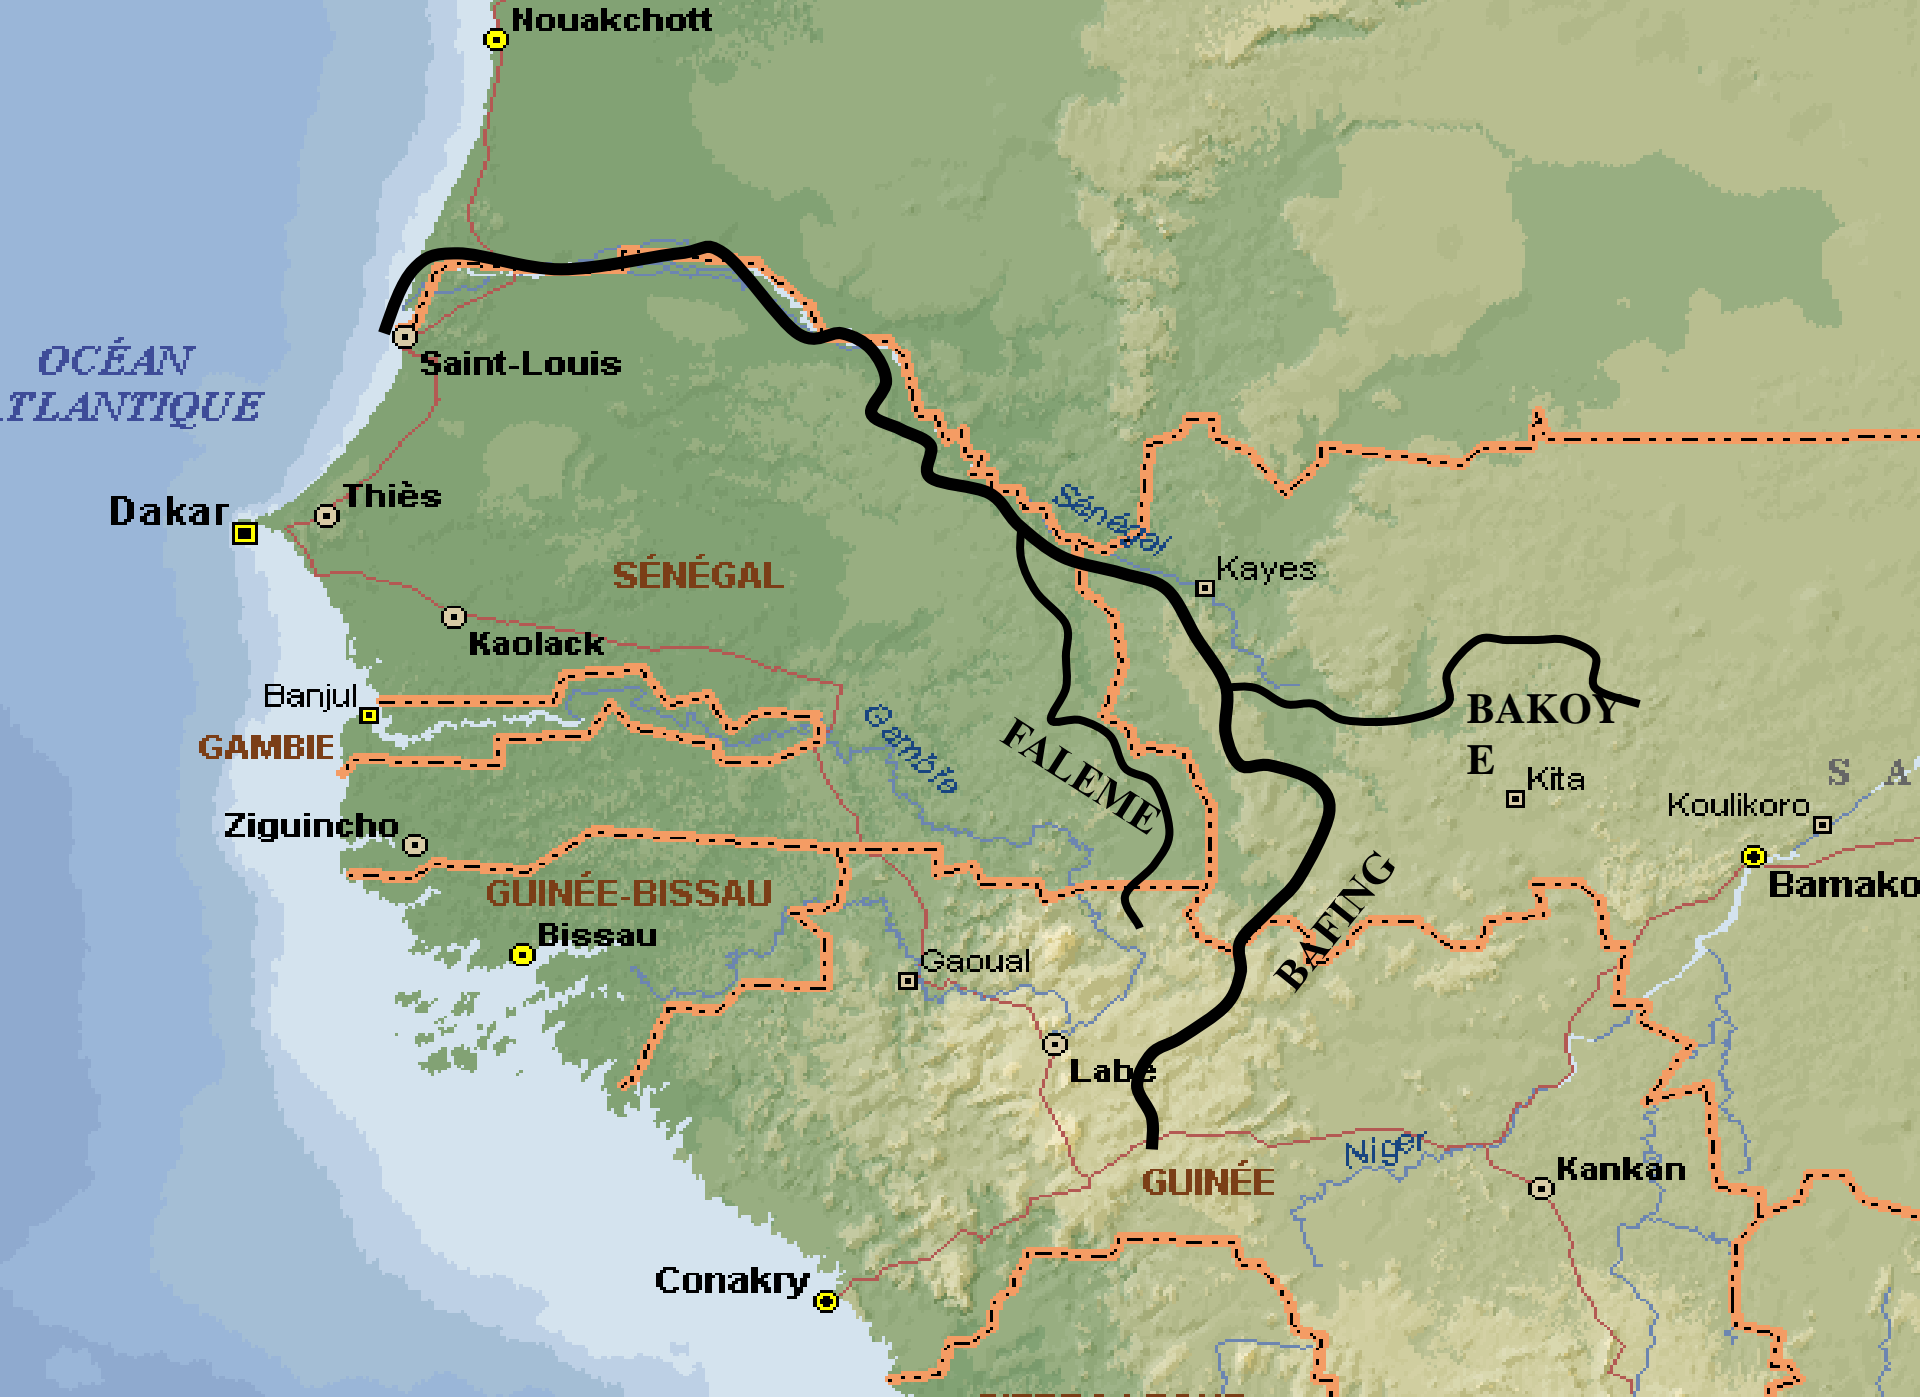 Nouakchott
OCÉAN
TLANTIQUE
Saint-Louis
Thiès
Dakar
Sénégal
Kayes
SÉNÉGAL
Kaolack
Banjul
GAMBIE
Gambie
FALEME
BAKOY
E
Kita
S A
Koulikoro
Bamako
Ziguincho
GUINÉE-BISSAU
Bissau
Gaoual
BAFING
Labé
GUINÉE
Niger
Kankan
Conakry